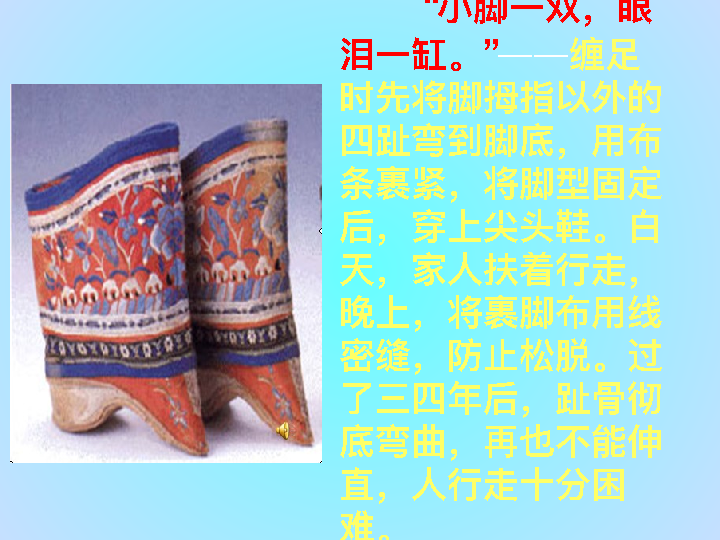 “小脚一双，眼
泪一缸。”——缠足
时先将脚拇指以外的
四趾弯到脚底，用布
条裹紧，将脚型固定
后，穿上尖头鞋。白
天，家人扶着行走，
晚上，将裹脚布用线
密缝，防止松脱。过
了三四年后，趾骨彻
底弯曲，再也不能伸
直，人行走十分困
难。